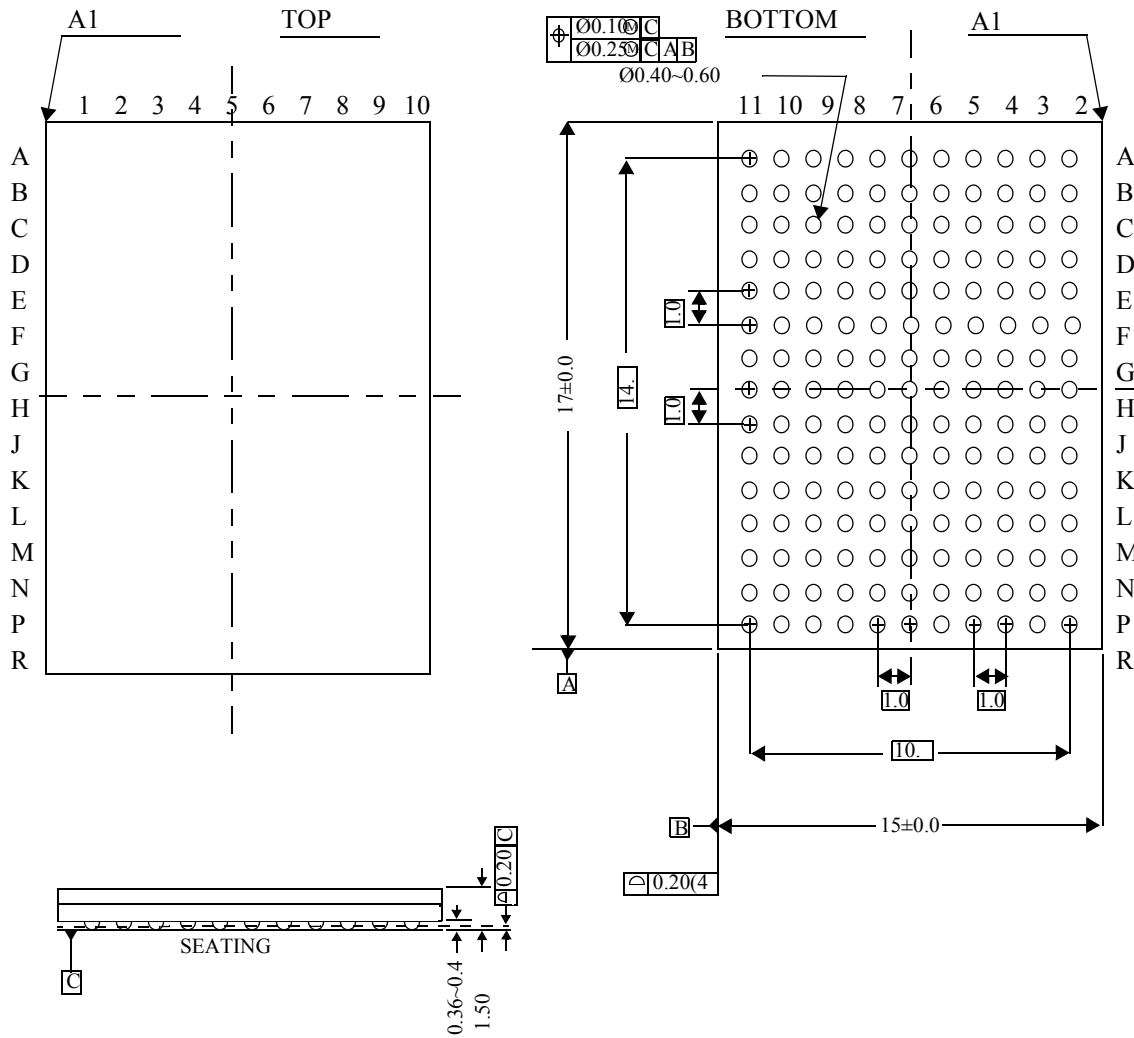 A1 TOP
Ø0.10Ⓜ C
Ø0.25Ⓜ C A B
Ø0.40~0.60
BOTTOM A1
1 2 3 4 5 6 7 8 9 10
11 10 9 8 7 6 5 4 3 2
A
B
C
D
E
F
G
H
J
K
L
M
N
P
R
1.0
1.0
14.
17±0.0
A
B
C
D
E
F
G
H
J
K
L
M
N
P
R
A
1.0 1.0
10.
B 15±0.0
0.20(4
0.20 C
SEATING
C
0.36~0.4
1.50